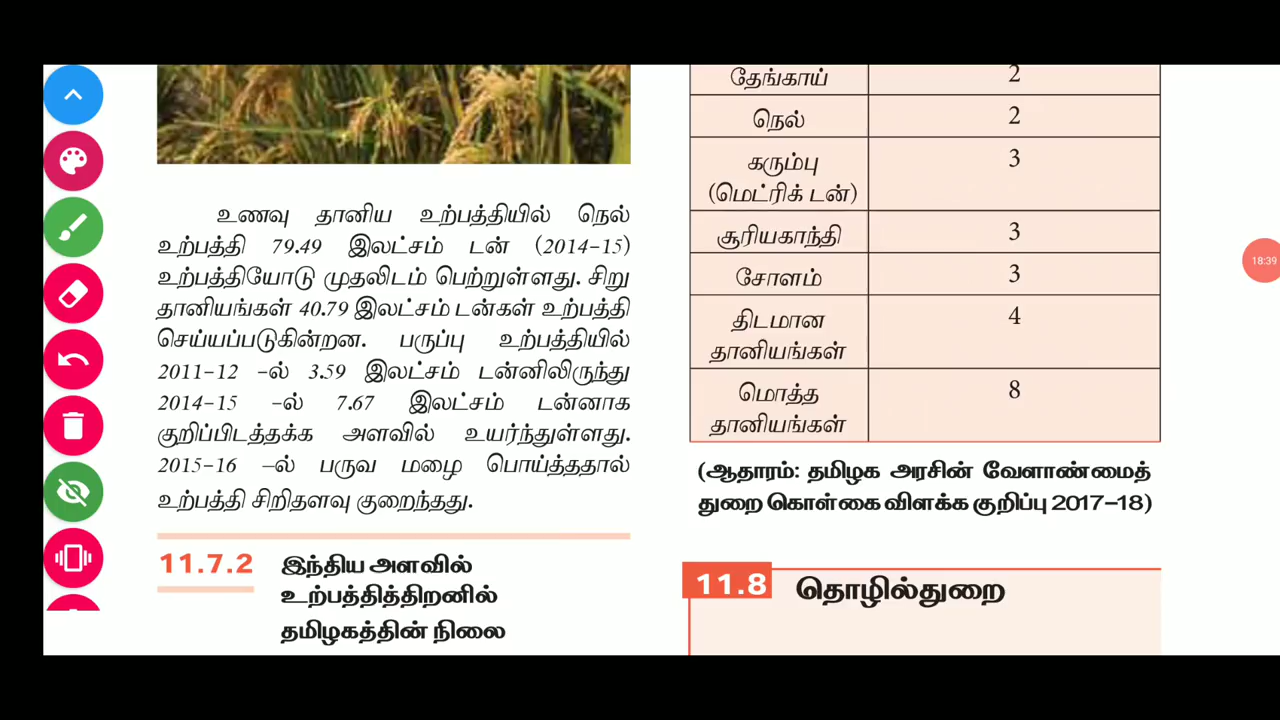 உணவு தானிய உற்பத்தியில் நெல்
உற்பத்தி 79.49 இலட்சம் டன் (2014-15)
உற்பத்தியோடு முதலிடம் பெற்றுள்ளது. சிறு
தானியங்கள் 40.79 இலட்சம் டன்கள் உற்பத்தி
செய்யப்படுகின்றன. பருப்பு உற்பத்தியில்
2011-12 -ல் 3.59 இலட்சம் டன்னிலிருந்து
2014-15 -ல் 7.67 இலட்சம் டன்னாக
குறிப்பிடத்தக்க அளவில் உயர்ந்துள்ளது.
2015-16 –ல் பருவ மழை பொய்த்ததால்
உற்பத்தி சிறிதளவு குறைந்தது.
11.7.2 இந்திய அளவில்
உற்பத்தித்திறனில்
தமிழகத்தின் நிலை
தேங்காய் 2
நெல் 2
கரும்பு 3
(மெட்ரிக் டன்)
சூரியகாந்தி 3
சோளம் 3
திடமான 4
தானியங்கள்
மொத்த 8
தானியங்கள்
(ஆதாரம்: தமிழக அரசின் வேளாண்மைத்
துறை கொள்கை விளக்க குறிப்பு 2017–18)
11.8 தொழில்துறை
18:39